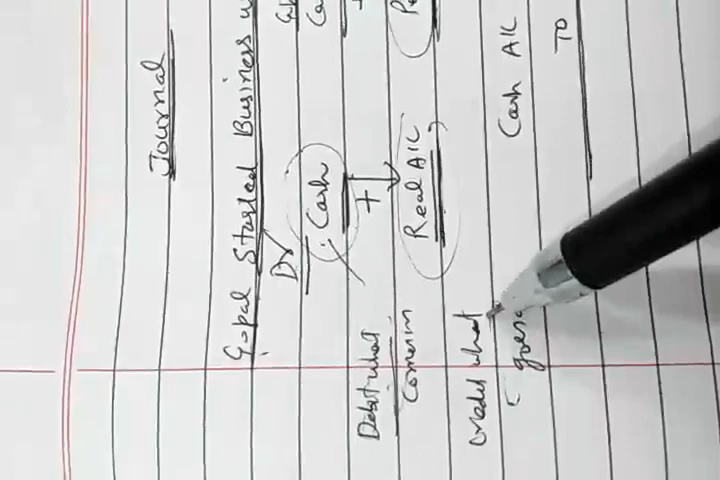 Journal
Gopal Started Business
Dr
Cash
+
Real A/c
Debit what
Comes in
Credit what
goes
Cash A/c
To